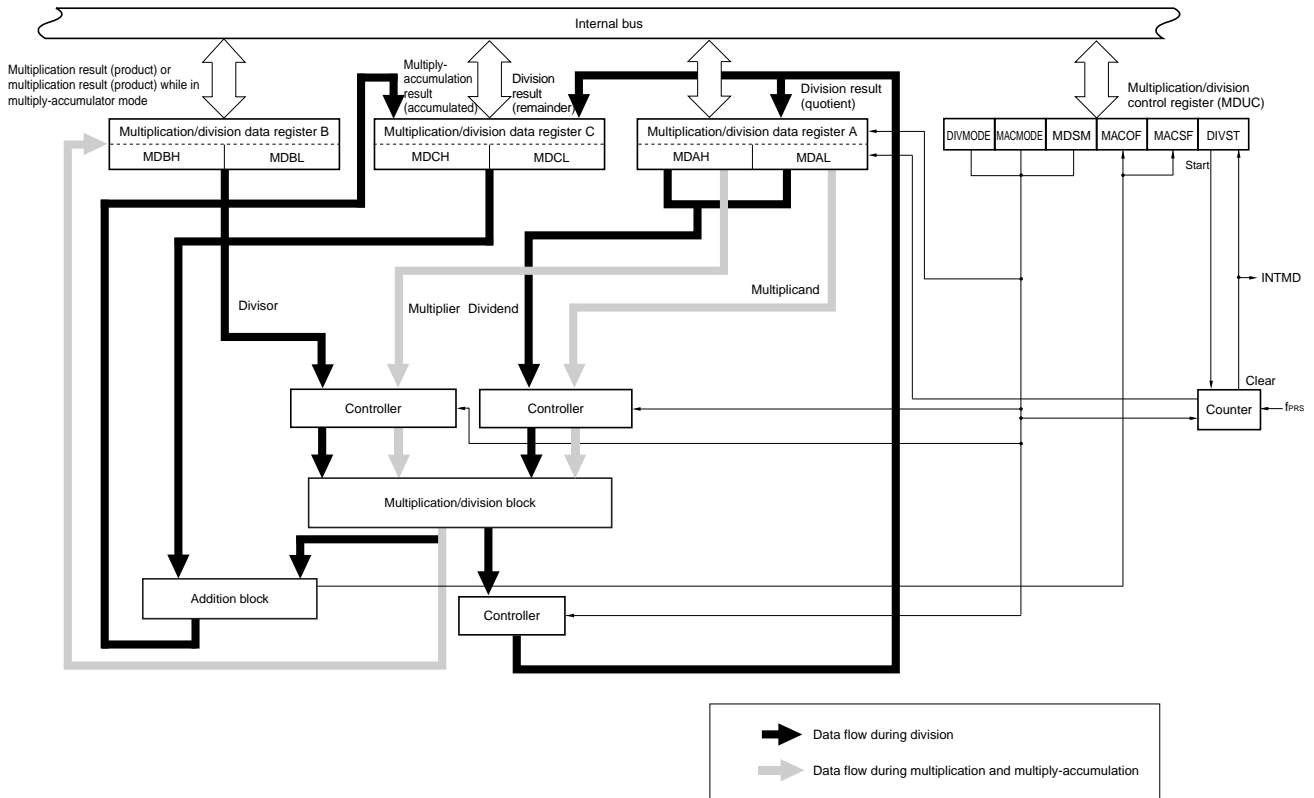 Internal bus
Multiplication result (product) or
multiplication result (product) while in
multiply-accumulator mode
Multiply-
accumulation
result
(accumulated)
Division
result
(remainder)
Division result
(quotient)
Multiplication/division
control register (MDUC)
Multiplication/division data register B
MDBH
MDBL
Multiplication/division data register C
MDCH
MDCL
Multiplication/division data register A
MDAH
MDAL
DIVMODE MACMODE MDSM MACOF MACSF DIVST
Start
INTMD
Divisor
Multiplier
Dividend
Multiplicand
Clear
Controller
Controller
Counter
fPRS
Multiplication/division block
Addition block
Controller
Data flow during division
Data flow during multiplication and multiply-accumulation